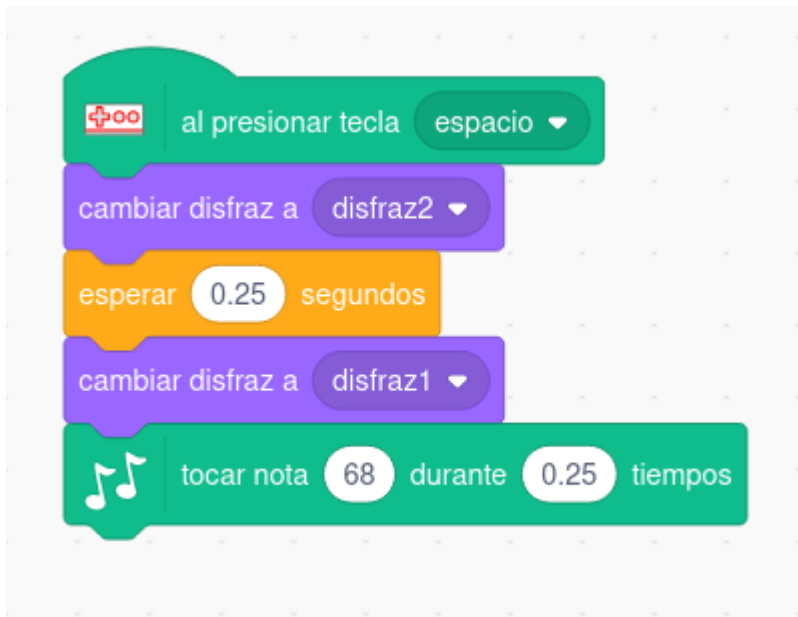 al presionar tecla espacio
cambiar disfraz a disfraz2
esperar 0.25 segundos
cambiar disfraz a disfraz1
tocar nota 68 durante 0.25 tiempos